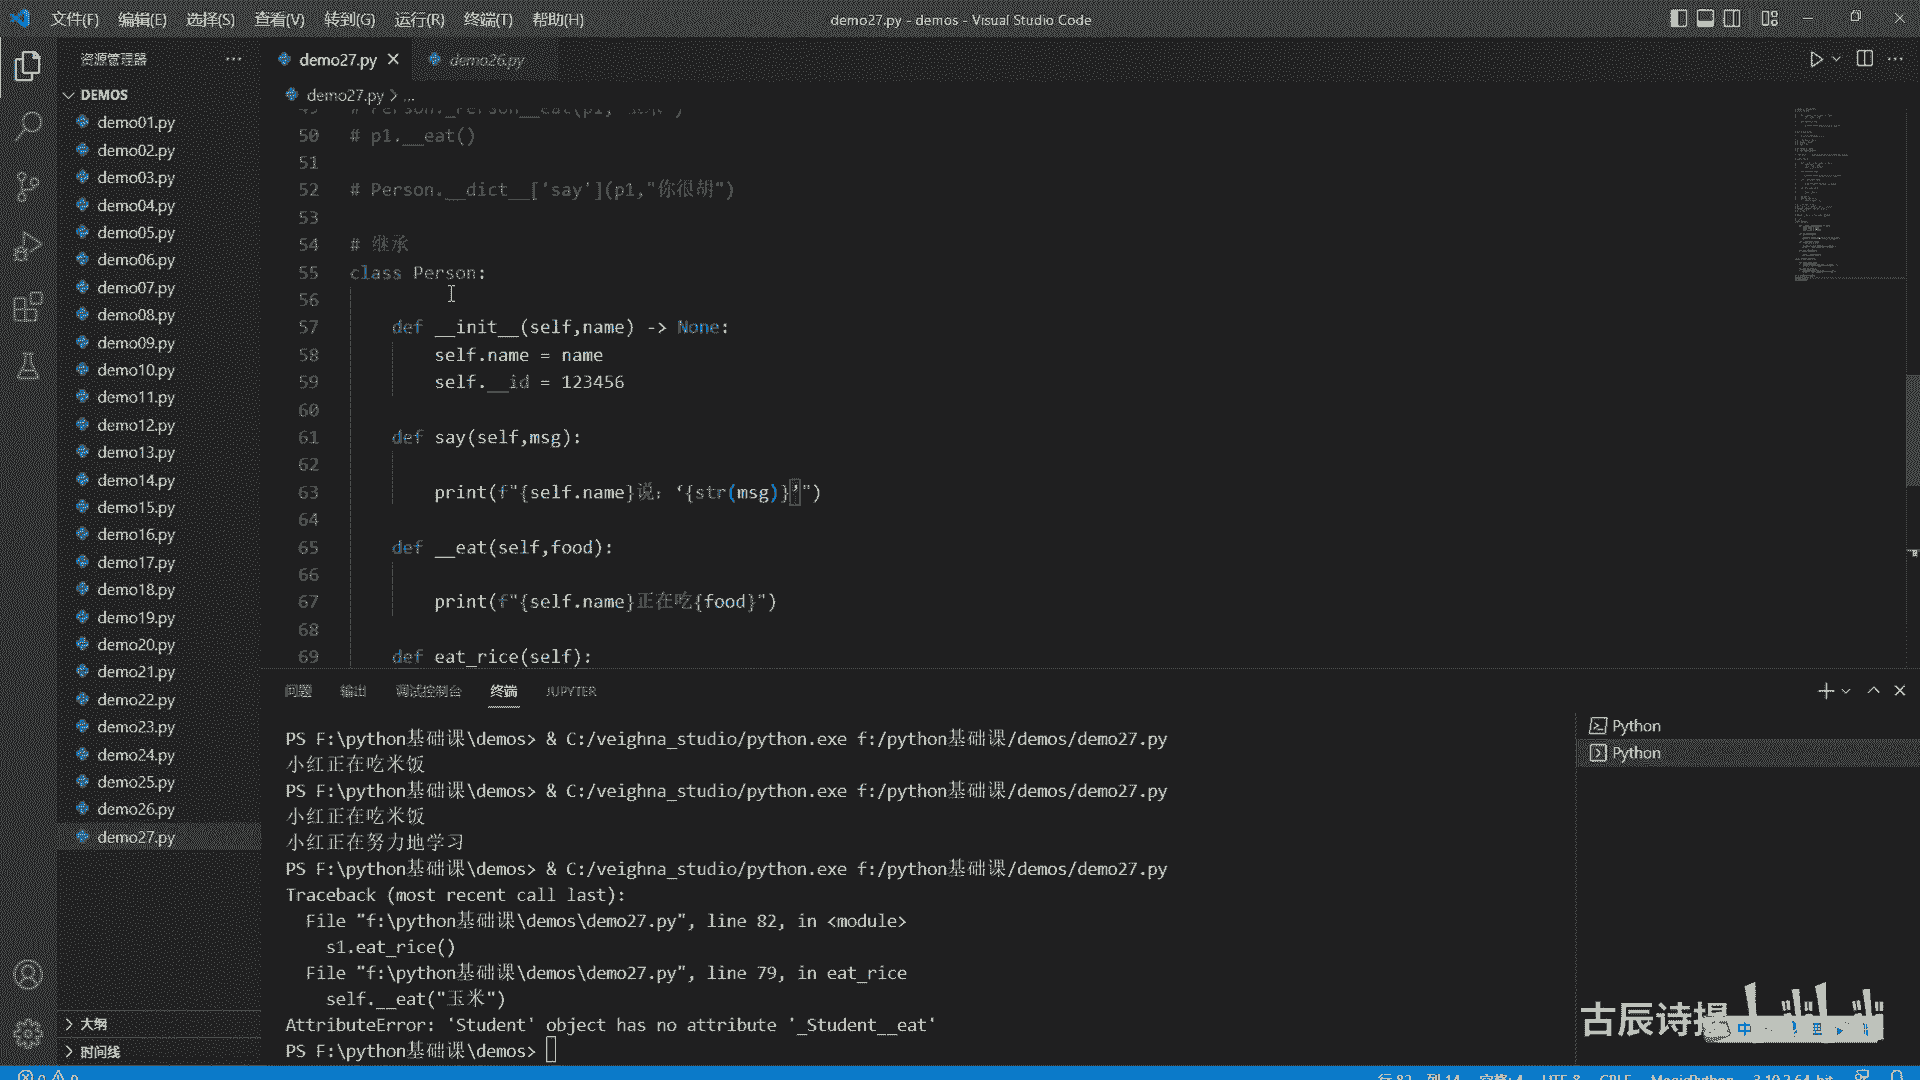 文件(F) 编辑(E) 选择(S) 查看(V) 转到(G) 运行(R) 终端(T) 帮助(H)
demo27.py - demos - Visual Studio Code
资源管理器
DEMOS
demo01.py
demo02.py
demo03.py
demo04.py
demo05.py
demo06.py
demo07.py
demo08.py
demo09.py
demo10.py
demo11.py
demo12.py
demo13.py
demo14.py
demo15.py
demo16.py
demo17.py
demo18.py
demo19.py
demo20.py
demo21.py
demo22.py
demo23.py
demo24.py
demo25.py
demo26.py
demo27.py
大纲
时间线
demo27.py demo26.py
demo27.py > ...
50 # p1.__eat()
51
52 # Person.__dict__['say'](p1,"你很胡")
53
54 # 继承
55 class Person:
56
57 def __init__(self,name) -> None:
58 self.name = name
59 self.__id = 123456
60
61 def say(self,msg):
62
63 print(f"{self.name}说：‘{str(msg)}’")
64
65 def __eat(self,food):
66
67 print(f"{self.name}正在吃{food}")
68
69 def eat_rice(self):
问题 输出 调试控制台 终端 JUPYTER
PS F:\python基础课\demos> & C:/veighna_studio/python.exe f:/python基础课/demos/demo27.py
小红正在吃米饭
PS F:\python基础课\demos> & C:/veighna_studio/python.exe f:/python基础课/demos/demo27.py
小红正在吃米饭
小红正在努力地学习
PS F:\python基础课\demos> & C:/veighna_studio/python.exe f:/python基础课/demos/demo27.py
Traceback (most recent call last):
File "f:\python基础课\demos\demo27.py", line 82, in <module>
s1.eat_rice()
File "f:\python基础课\demos\demo27.py", line 79, in eat_rice
self.__eat("玉米")
AttributeError: 'Student' object has no attribute '_Student__eat'
PS F:\python基础课\demos>
Python
Python
古辰诗提
中